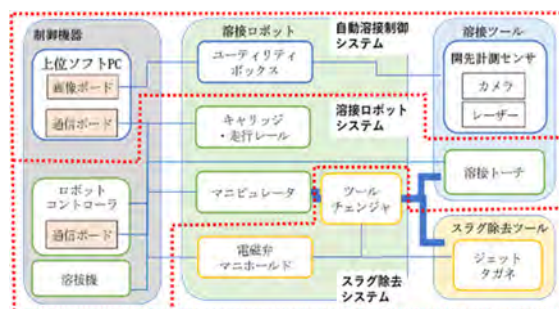 制御機器
上位ソフトPC
画像ボード
通信ボード
ロボット
コントローラ
通信ボード
溶接機
溶接ロボット
ユーティリティ
ボックス
キャリッジ
・走行レール
マニピュレータ
電磁弁
マニホールド
ツール
チェンジャ
自動溶接制御
システム
溶接ロボット
システム
スラグ除去
システム
溶接ツール
開先計測センサ
カメラ
レーザー
溶接トーチ
スラグ除去ツール
ジェット
タガネ